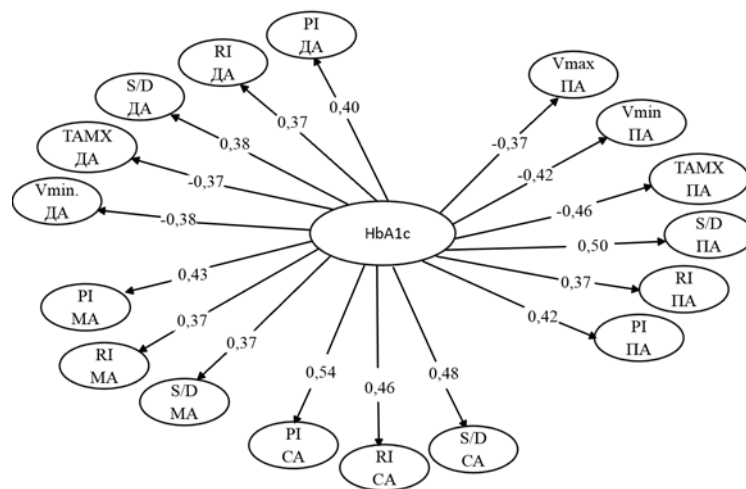 PI
ДА
RI
ДА
S/D
ДА
TAMX
ДА
Vmin.
ДА
Vmax
ПА
Vmin
ПА
TAMX
ПА
S/D
ПА
RI
ПА
PI
ПА
HbA1c
PI
МА
RI
МА
S/D
МА
PI
СА
RI
СА
S/D
СА
0,40
0,37
0,38
-0,37
-0,38
-0,37
-0,42
-0,46
0,50
0,37
0,42
0,43
0,37
0,37
0,54
0,46
0,48